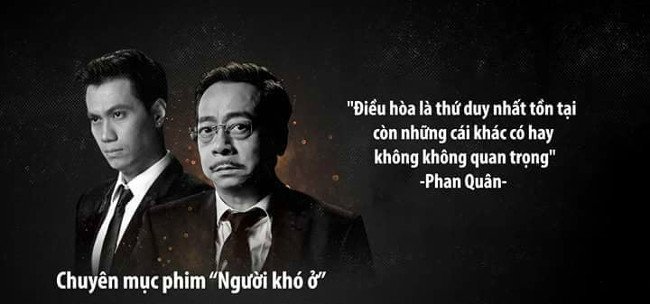 "Điều hòa là thứ duy nhất tồn tại
còn những cái khác có hay
không không quan trọng"
-Phan Quân-
Chuyên mục phim “Người khó ở”